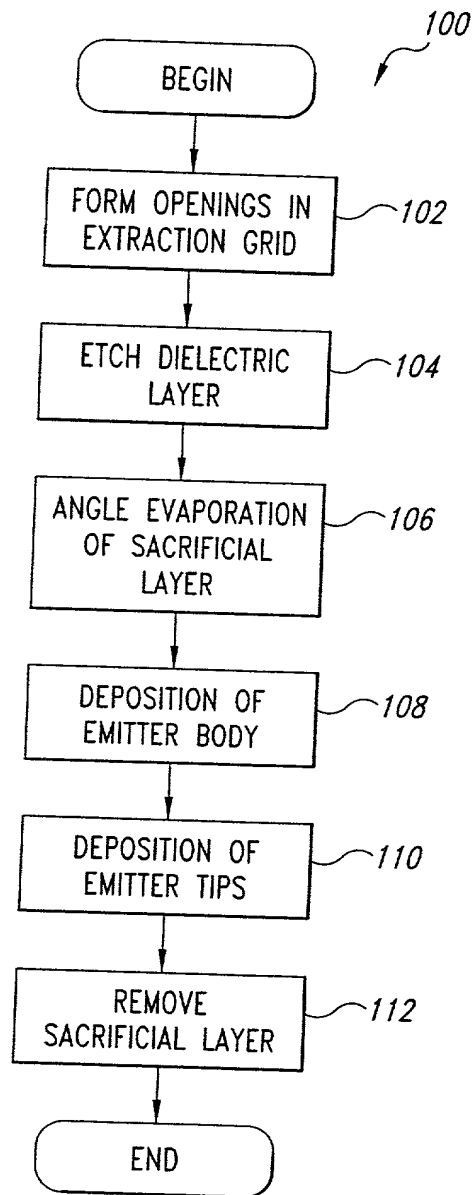 100
BEGIN
FORM OPENINGS IN
EXTRACTION GRID
102
ETCH DIELECTRIC
LAYER
104
ANGLE EVAPORATION
OF SACRIFICIAL
LAYER
106
DEPOSITION OF
EMITTER BODY
108
DEPOSITION OF
EMITTER TIPS
110
REMOVE
SACRIFICIAL LAYER
112
END